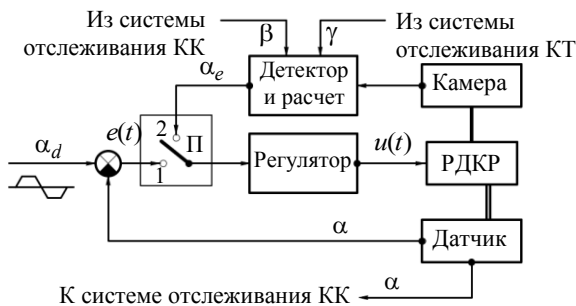 Из системы
отслеживания КК
β
γ
Из системы
отслеживания КТ
α_e
Детектор
и расчет
Камера
e(t)
2
П
α_d
1
Регулятор
u(t)
РДКР
α
Датчик
К системе отслеживания КК
α